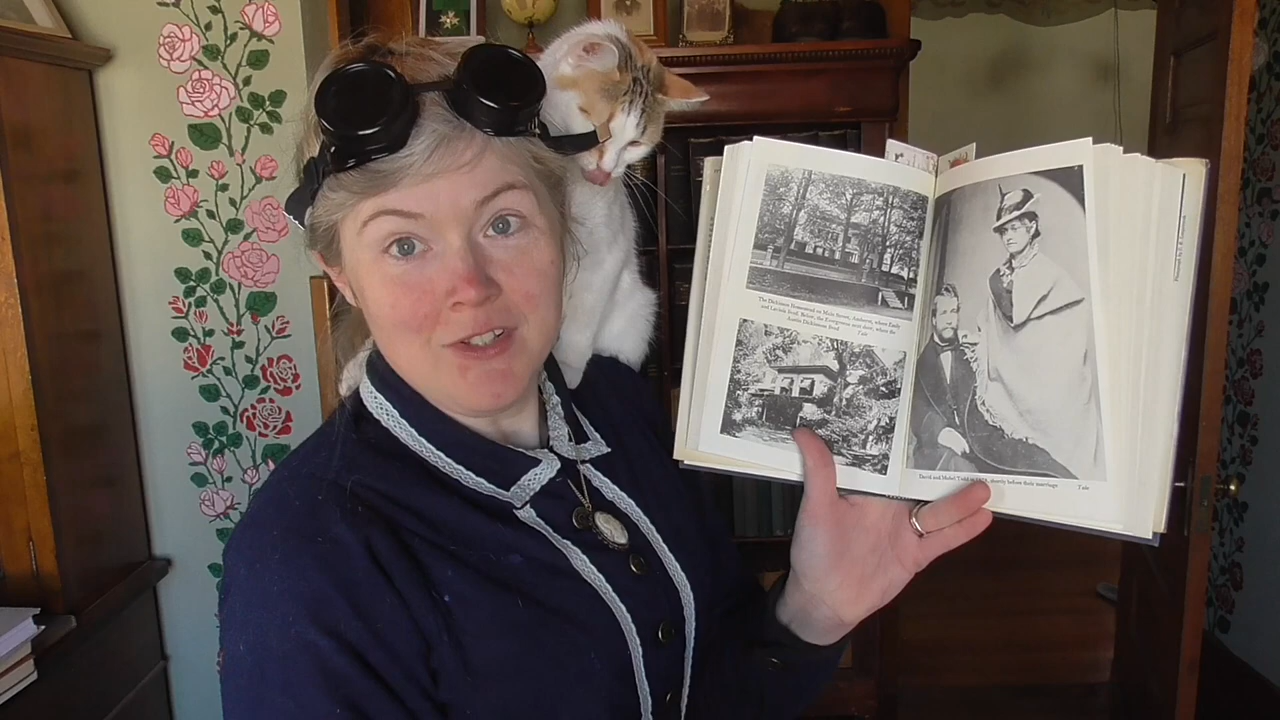 The Dickinson Homestead on Main Street, Amherst, where Emily
and Lavinia lived. Below, the Evergreens next door, where the
Austin Dickinsons lived Yale
David and Mabel Todd in 1879, shortly before their marriage Yale